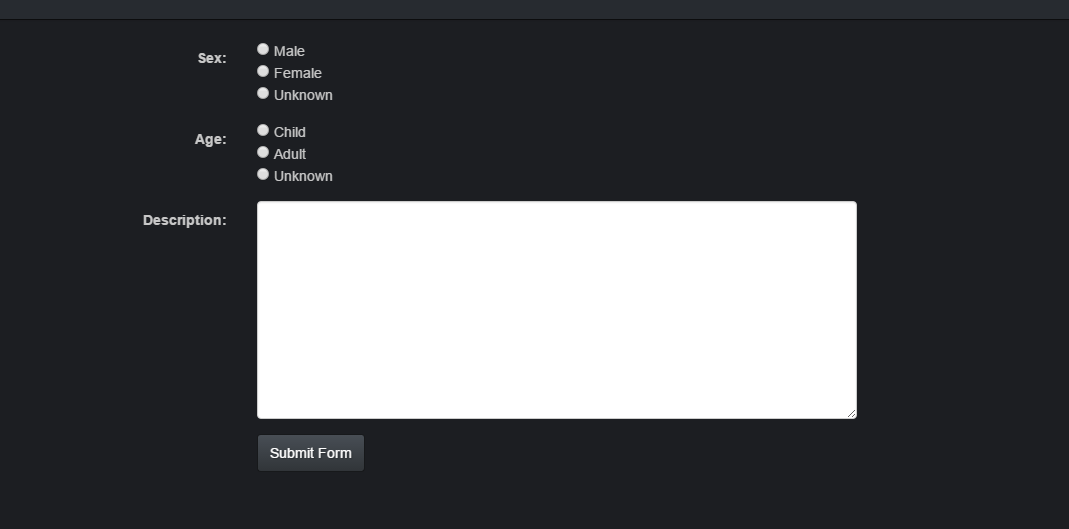 Sex:
Male
Female
Unknown
Age:
Child
Adult
Unknown
Description:
Submit Form